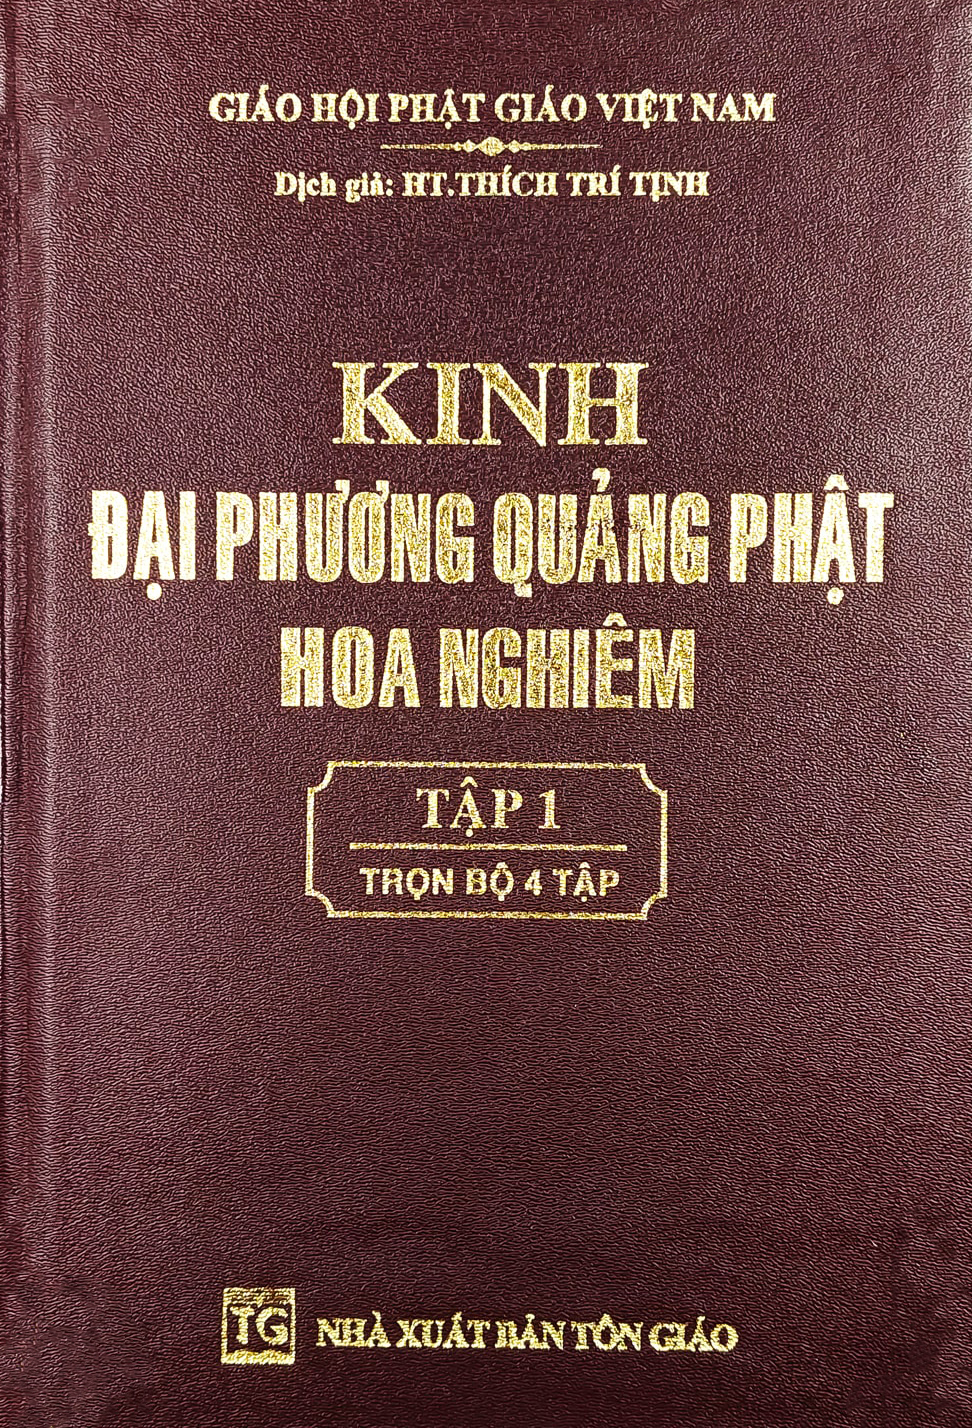 GIÁO HỘI PHẬT GIÁO VIỆT NAM
Dịch giả: HT.THÍCH TRÍ TỊNH
KINH
ĐẠI PHƯƠNG QUẢNG PHẬT
HOA NGHIÊM
TẬP 1
TRỌN BỘ 4 TẬP
TG NHÀ XUẤT BẢN TÔN GIÁO